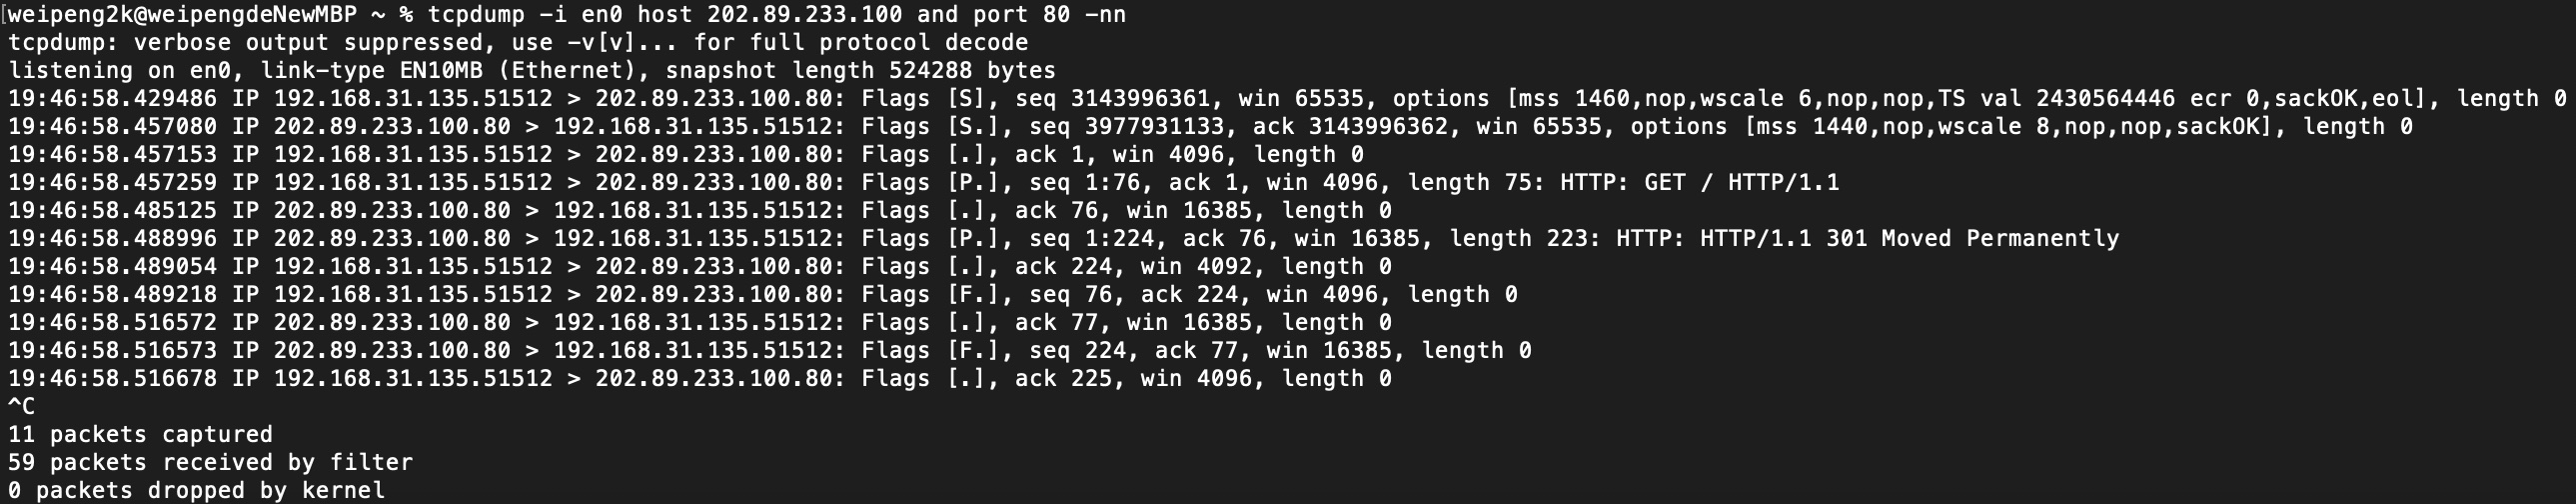 [weipeng2k@weipengdeNewMBP ~ % tcpdump -i en0 host 202.89.233.100 and port 80 -nn
tcpdump: verbose output suppressed, use -v[v]... for full protocol decode
listening on en0, link-type EN10MB (Ethernet), snapshot length 524288 bytes
19:46:58.429486 IP 192.168.31.135.51512 > 202.89.233.100.80: Flags [S], seq 3143996361, win 65535, options [mss 1460,nop,wscale 6,nop,nop,TS val 2430564446 ecr 0,sackOK,eol], length 0
19:46:58.457080 IP 202.89.233.100.80 > 192.168.31.135.51512: Flags [S.], seq 3977931133, ack 3143996362, win 65535, options [mss 1440,nop,wscale 8,nop,nop,sackOK], length 0
19:46:58.457153 IP 192.168.31.135.51512 > 202.89.233.100.80: Flags [.], ack 1, win 4096, length 0
19:46:58.457259 IP 192.168.31.135.51512 > 202.89.233.100.80: Flags [P.], seq 1:76, ack 1, win 4096, length 75: HTTP: GET / HTTP/1.1
19:46:58.485125 IP 202.89.233.100.80 > 192.168.31.135.51512: Flags [.], ack 76, win 16385, length 0
19:46:58.488996 IP 202.89.233.100.80 > 192.168.31.135.51512: Flags [P.], seq 1:224, ack 76, win 16385, length 223: HTTP: HTTP/1.1 301 Moved Permanently
19:46:58.489054 IP 192.168.31.135.51512 > 202.89.233.100.80: Flags [.], ack 224, win 4092, length 0
19:46:58.489218 IP 192.168.31.135.51512 > 202.89.233.100.80: Flags [F.], seq 76, ack 224, win 4096, length 0
19:46:58.516572 IP 202.89.233.100.80 > 192.168.31.135.51512: Flags [.], ack 77, win 16385, length 0
19:46:58.516573 IP 202.89.233.100.80 > 192.168.31.135.51512: Flags [F.], seq 224, ack 77, win 16385, length 0
19:46:58.516678 IP 192.168.31.135.51512 > 202.89.233.100.80: Flags [.], ack 225, win 4096, length 0
^C
11 packets captured
59 packets received by filter
0 packets dropped by kernel